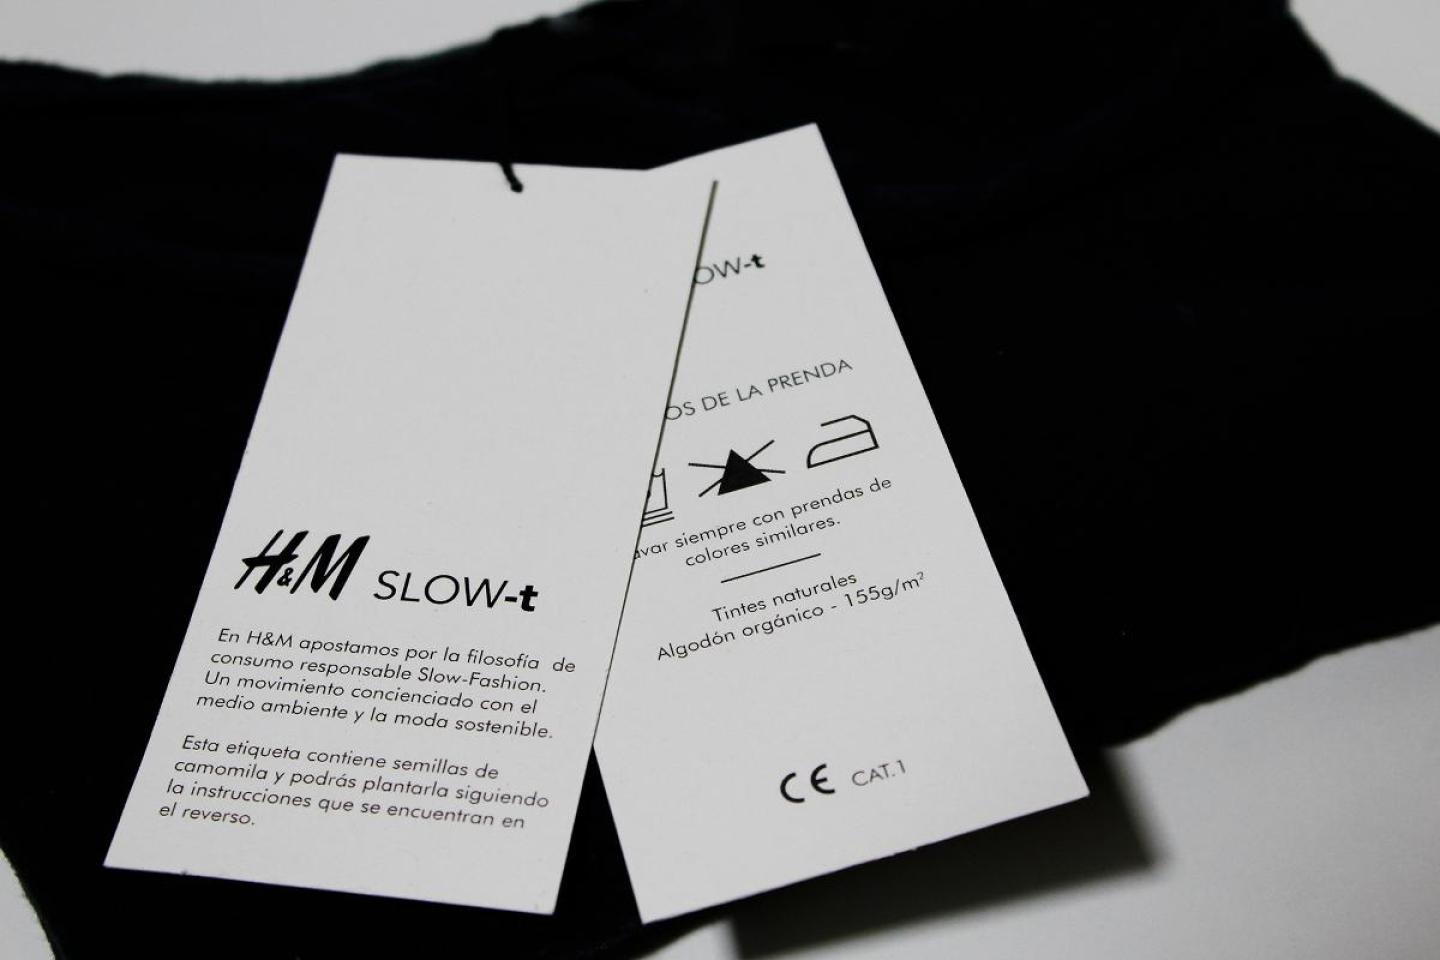 H&M SLOW-t
En H&M apostamos por la filosofía de
consumo responsable Slow-Fashion.
Un movimiento concienciado con el
medio ambiente y la moda sostenible.
Esta etiqueta contiene semillas de
camomila y podrás plantarla siguiendo
la instrucciones que se encuentran en
el reverso.
OW-t
OS DE LA PRENDA
avar siempre con prendas de
colores similares.
Tintes naturales
Algodón orgánico - 155g/m²
CE CAT.1